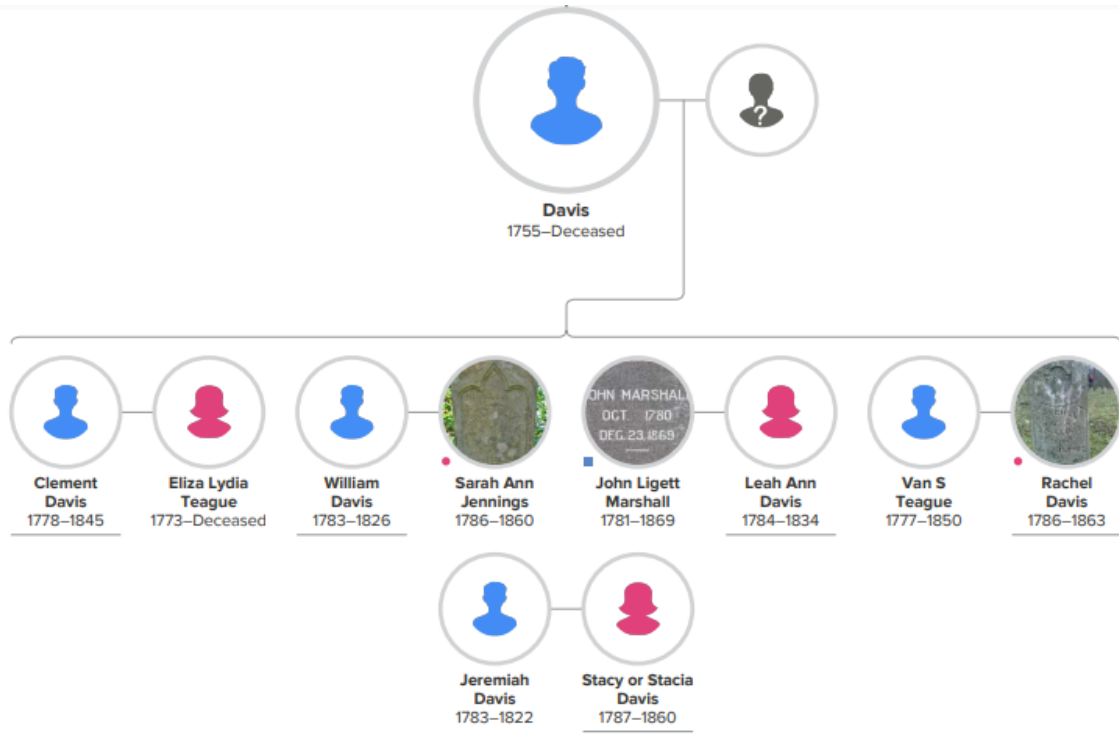 ?
Davis
1755–Deceased
OHN MARSHALL
OCT. 1780
DEC. 23. 1869
Clement
Davis
1778–1845
Eliza Lydia
Teague
1773–Deceased
William
Davis
1783–1826
Sarah Ann
Jennings
1786–1860
John Ligett
Marshall
1781–1869
Leah Ann
Davis
1784–1834
Van S
Teague
1777–1850
Rachel
Davis
1786–1863
Jeremiah
Davis
1783–1822
Stacy or Stacia
Davis
1787–1860